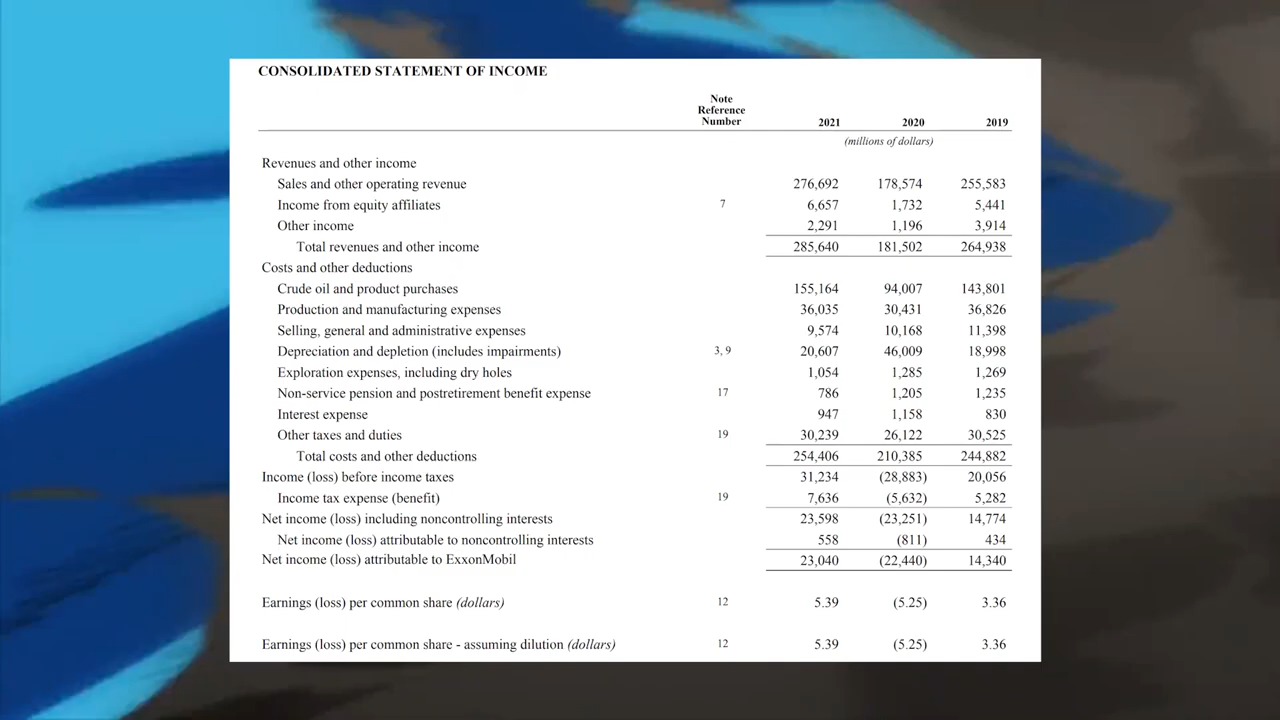 CONSOLIDATED STATEMENT OF INCOME
Note
Reference
Number 2021 2020 2019
(millions of dollars)
Revenues and other income
Sales and other operating revenue 276,692 178,574 255,583
Income from equity affiliates 7 6,657 1,732 5,441
Other income 2,291 1,196 3,914
Total revenues and other income 285,640 181,502 264,938
Costs and other deductions
Crude oil and product purchases 155,164 94,007 143,801
Production and manufacturing expenses 36,035 30,431 36,826
Selling, general and administrative expenses 9,574 10,168 11,398
Depreciation and depletion (includes impairments) 3, 9 20,607 46,009 18,998
Exploration expenses, including dry holes 1,054 1,285 1,269
Non-service pension and postretirement benefit expense 17 786 1,205 1,235
Interest expense 947 1,158 830
Other taxes and duties 19 30,239 26,122 30,525
Total costs and other deductions 254,406 210,385 244,882
Income (loss) before income taxes 31,234 (28,883) 20,056
Income tax expense (benefit) 19 7,636 (5,632) 5,282
Net income (loss) including noncontrolling interests 23,598 (23,251) 14,774
Net income (loss) attributable to noncontrolling interests 558 (811) 434
Net income (loss) attributable to ExxonMobil 23,040 (22,440) 14,340
Earnings (loss) per common share (dollars) 12 5.39 (5.25) 3.36
Earnings (loss) per common share - assuming dilution (dollars) 12 5.39 (5.25) 3.36